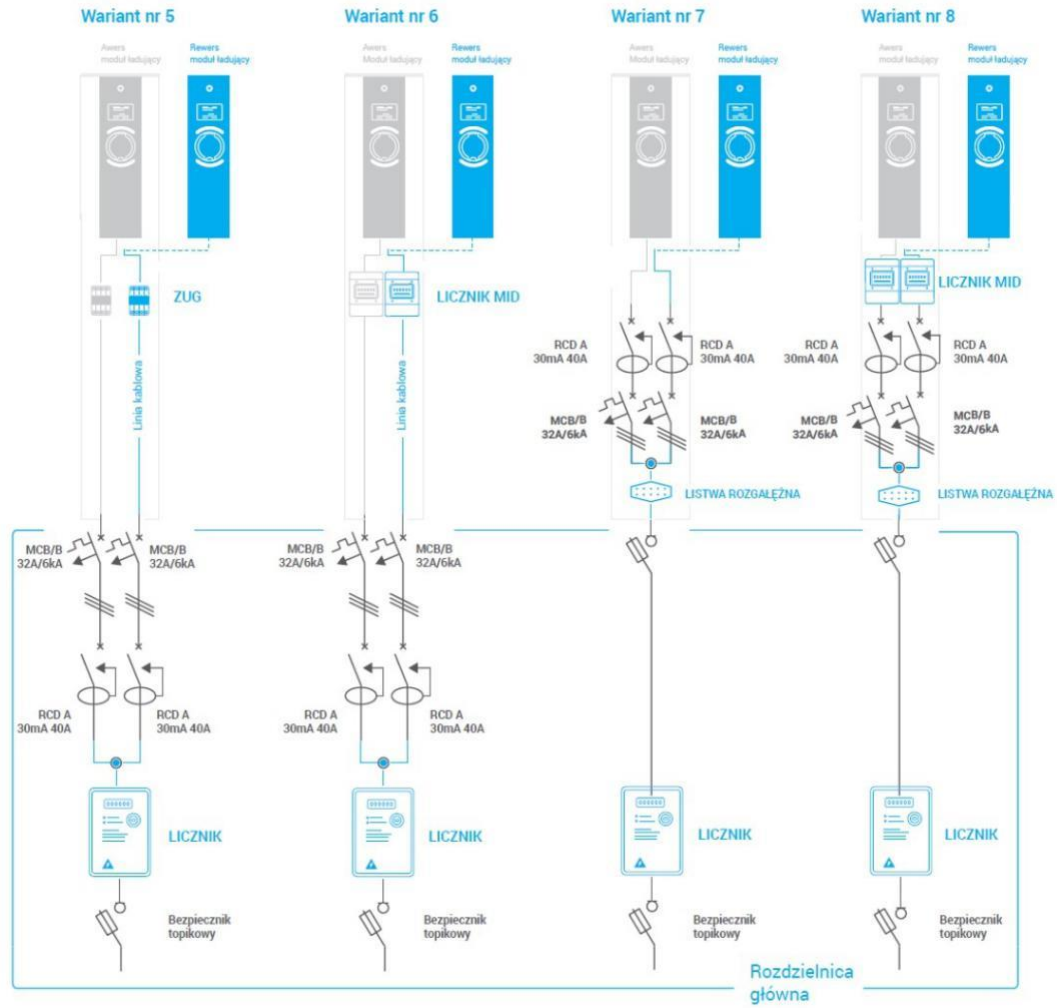 Wariant nr 5
Wariant nr 6
Wariant nr 7
Wariant nr 8
Awers
moduł ładujący
Rewers
moduł ładujący
Awers
Moduł ładujący
Rewers
moduł ładujący
Awers
Moduł ładujący
Rewers
moduł ładujący
Awers
moduł ładujący
Rewers
moduł ładujący
ZUG
LICZNIK MID
LICZNIK MID
Linia kablowa
Linia kablowa
RCD A
30mA 40A
RCD A
30mA 40A
RCD A
30mA 40A
RCD A
30mA 40A
MCB/B
32A/6kA
MCB/B
32A/6kA
MCB/B
32A/6kA
MCB/B
32A/6kA
LISTWA ROZGAŁĘŹNA
LISTWA ROZGAŁĘŹNA
MCB/B
32A/6kA
MCB/B
32A/6kA
MCB/B
32A/6kA
MCB/B
32A/6kA
RCD A
30mA 40A
RCD A
30mA 40A
RCD A
30mA 40A
RCD A
30mA 40A
LICZNIK
LICZNIK
LICZNIK
LICZNIK
Bezpiecznik
topikowy
Bezpiecznik
topikowy
Bezpiecznik
topikowy
Bezpiecznik
topikowy
Rozdzielnica
główna